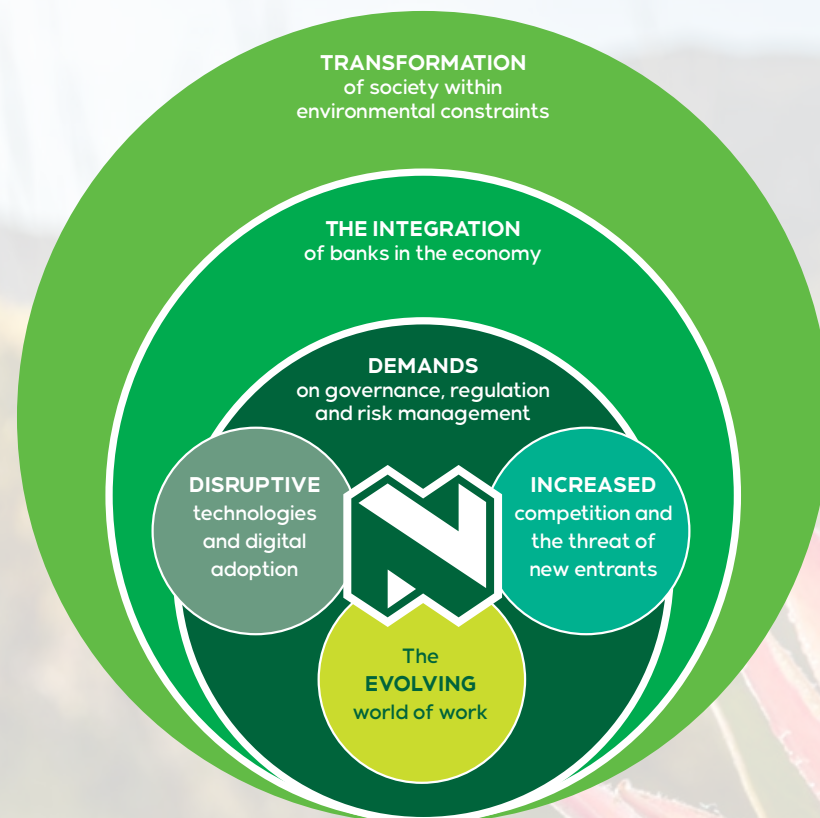 TRANSFORMATION
of society within
environmental constraints
THE INTEGRATION
of banks in the economy
DEMANDS
on governance, regulation
and risk management
DISRUPTIVE
technologies
and digital
adoption
INCREASED
competition and
the threat of
new entrants
The
EVOLVING
world of work